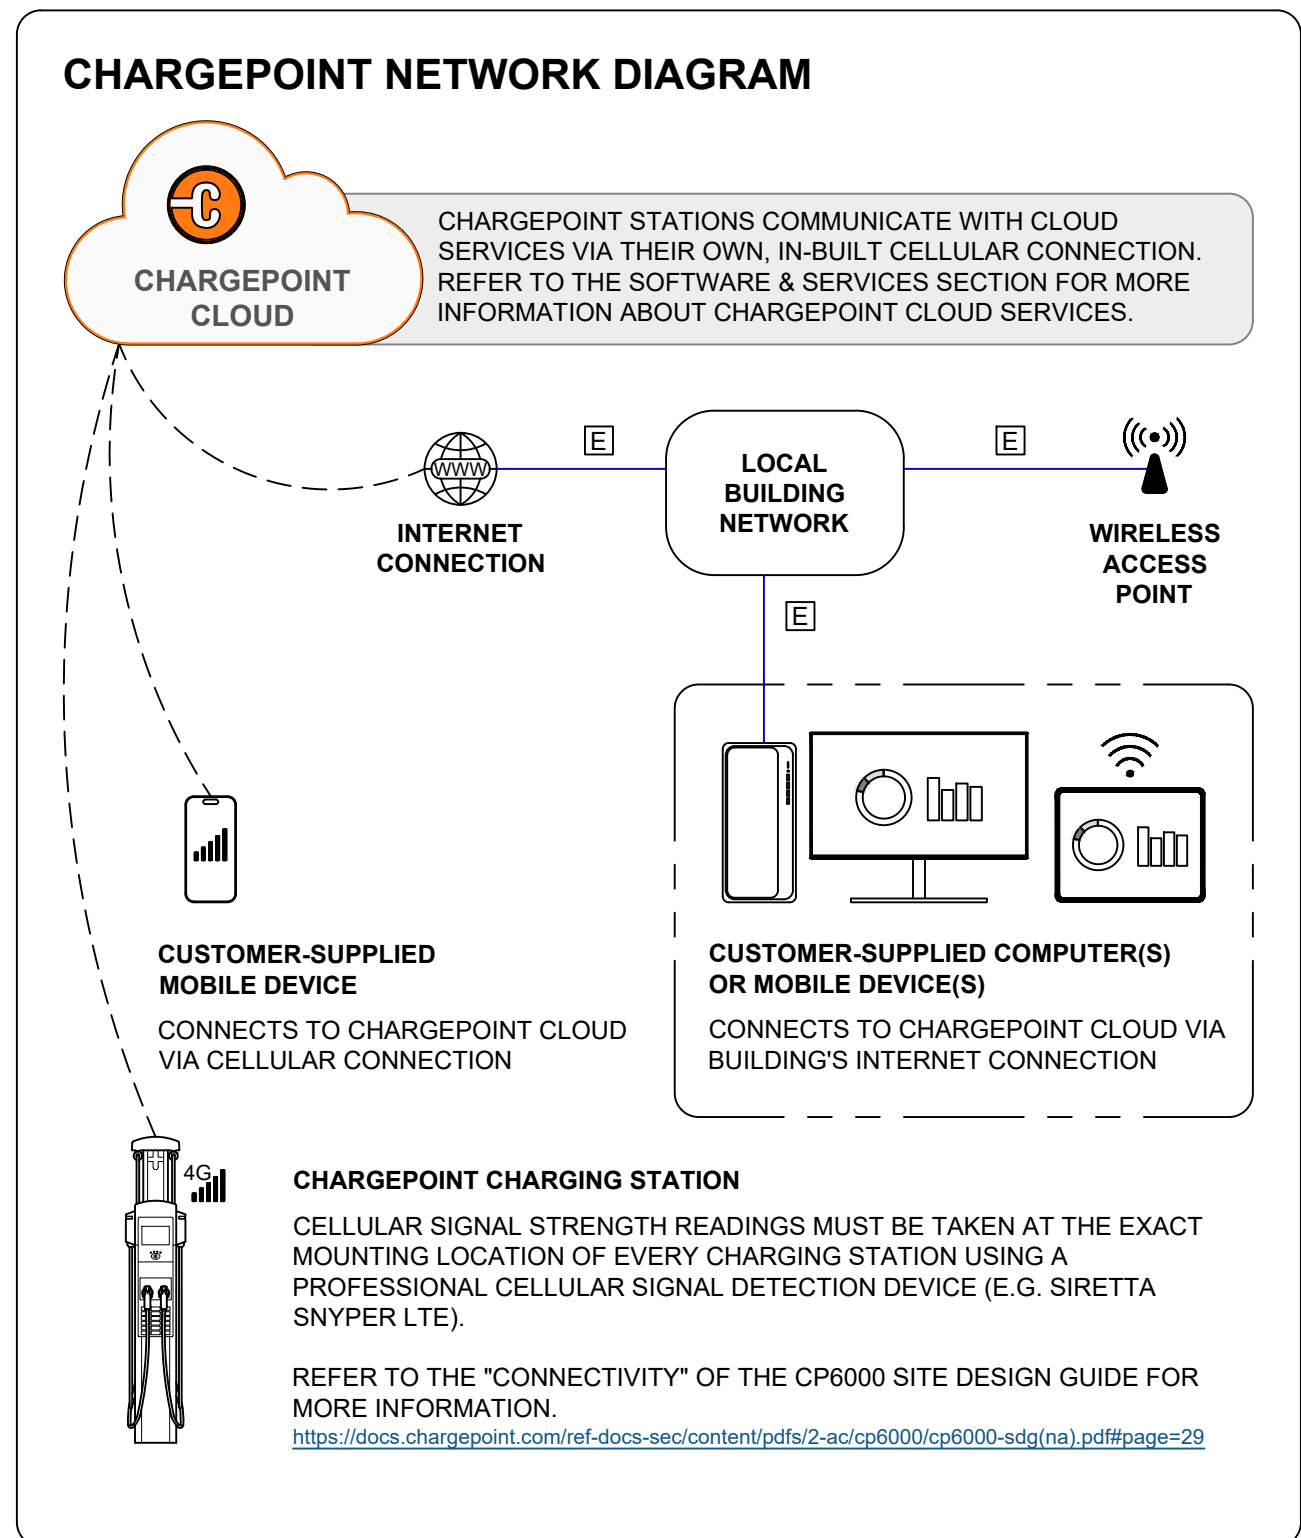 CHARGEPOINT NETWORK DIAGRAM
C
CHARGEPOINT
CLOUD
CHARGEPOINT STATIONS COMMUNICATE WITH CLOUD
SERVICES VIA THEIR OWN, IN-BUILT CELLULAR CONNECTION.
REFER TO THE SOFTWARE & SERVICES SECTION FOR MORE
INFORMATION ABOUT CHARGEPOINT CLOUD SERVICES.
WWW
E
LOCAL
BUILDING
NETWORK
E
INTERNET
CONNECTION
WIRELESS
ACCESS
POINT
E
CUSTOMER-SUPPLIED
MOBILE DEVICE
CONNECTS TO CHARGEPOINT CLOUD
VIA CELLULAR CONNECTION
CUSTOMER-SUPPLIED COMPUTER(S)
OR MOBILE DEVICE(S)
CONNECTS TO CHARGEPOINT CLOUD VIA
BUILDING'S INTERNET CONNECTION
4G
CHARGEPOINT CHARGING STATION
CELLULAR SIGNAL STRENGTH READINGS MUST BE TAKEN AT THE EXACT
MOUNTING LOCATION OF EVERY CHARGING STATION USING A
PROFESSIONAL CELLULAR SIGNAL DETECTION DEVICE (E.G. SIRETTA
SNYPER LTE).
REFER TO THE "CONNECTIVITY" OF THE CP6000 SITE DESIGN GUIDE FOR
MORE INFORMATION.
https://docs.chargepoint.com/ref-docs-sec/content/pdfs/2-ac/cp6000/cp6000-sdg(na).pdf#page=29